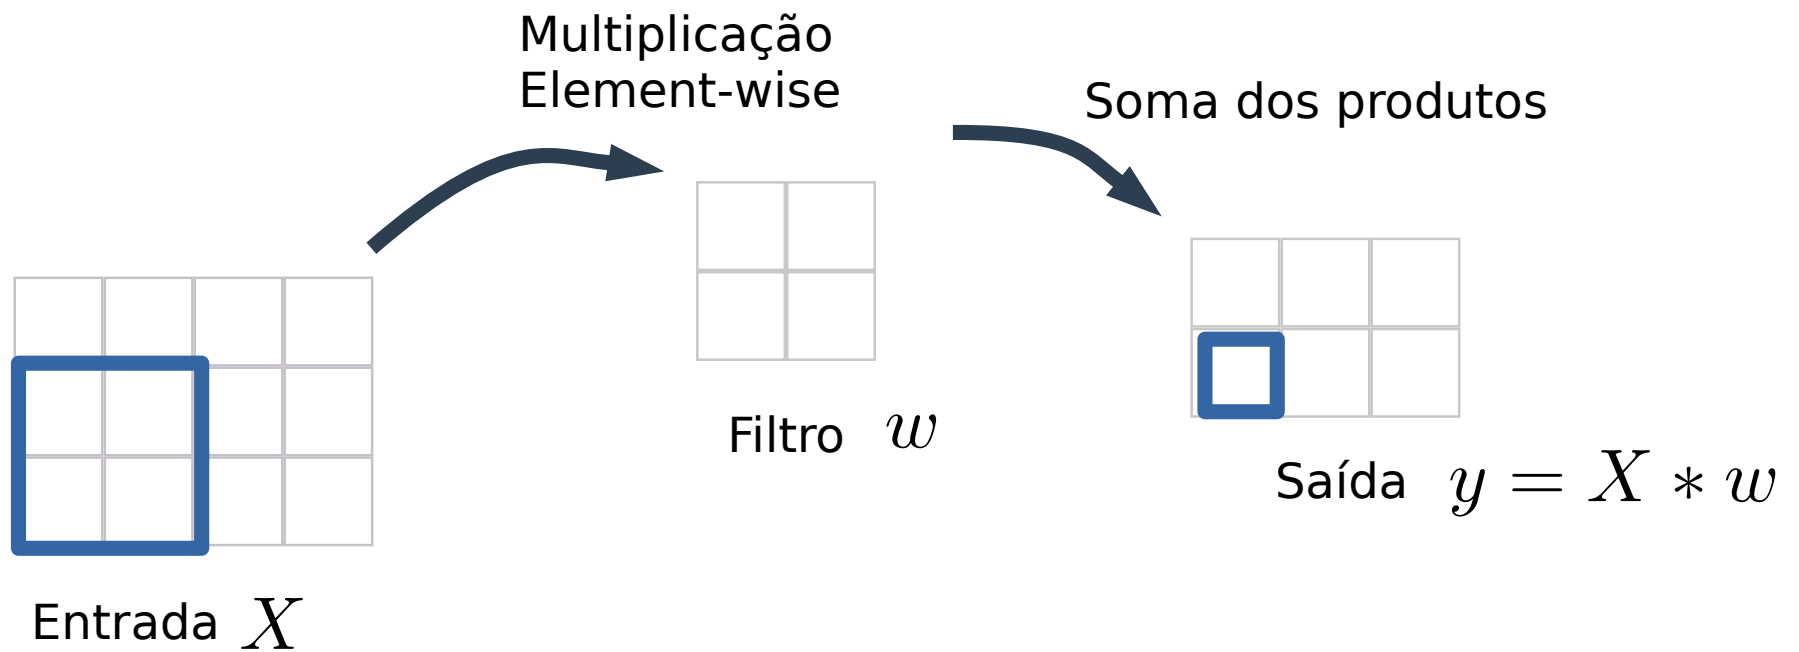 Multiplicação
Element-wise
Soma dos produtos
Filtro w
Saída y = X * w
Entrada X